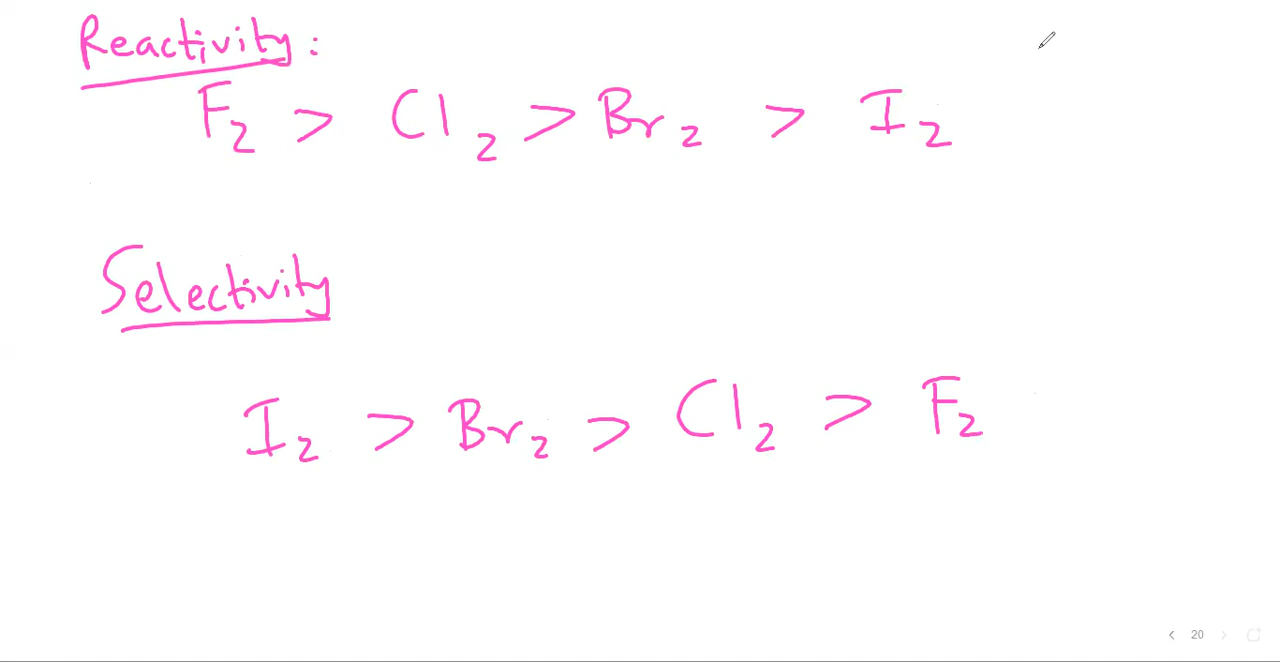 Reactivity:
F2 > Cl2 > Br2 > I2
Selectivity
I2 > Br2 > Cl2 > F2
< 20 >